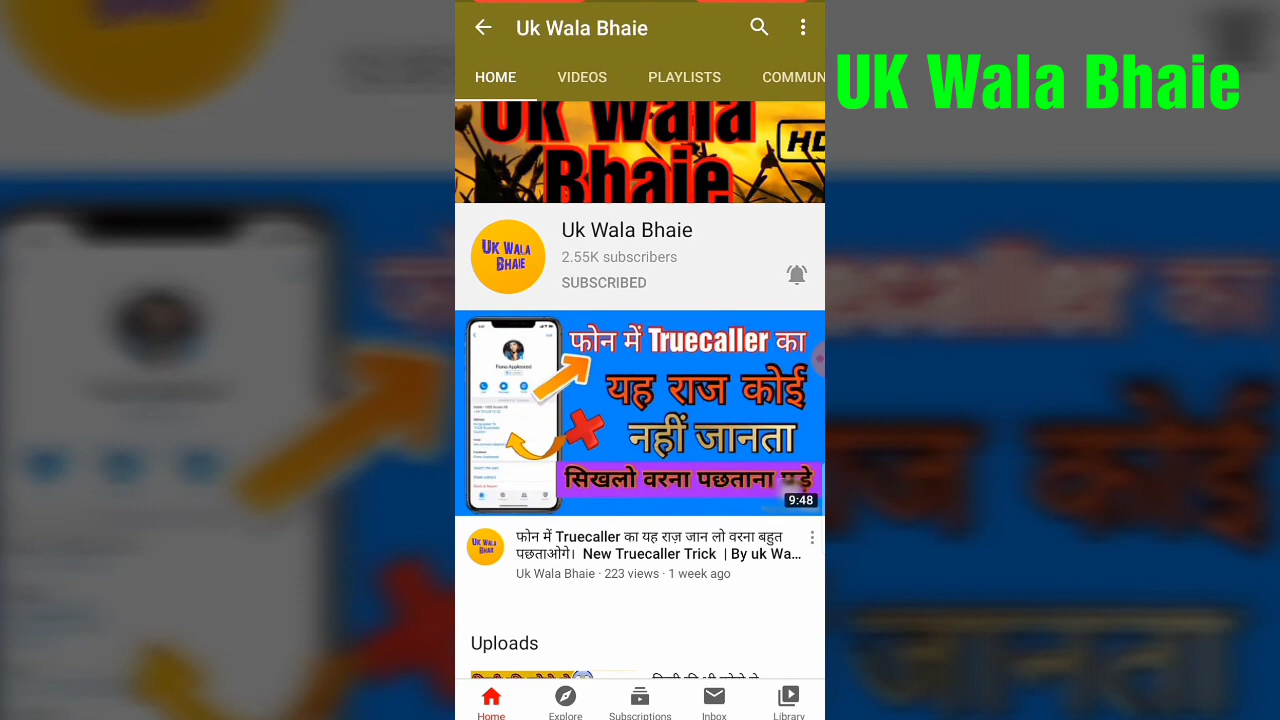 Uk Wala Bhaie
UK Wala Bhaie
HOME VIDEOS PLAYLISTS COMMUN
Uk Wala
Bhaie
HD
Uk Wala Bhaie
2.55K subscribers
SUBSCRIBED
UK WALA
BHAIE
फोन में Truecaller का
यह राज कोई
नहीं जानता
सिखलो वरना पछताना पड़े
9:48
फोन में Truecaller का यह राज़ जान लो वरना बहुत
पछताओगे। New Truecaller Trick | By uk Wa...
UK WALA
BHAIE
Uk Wala Bhaie · 223 views · 1 week ago
Uploads
Home Explore Subscriptions Inbox Library